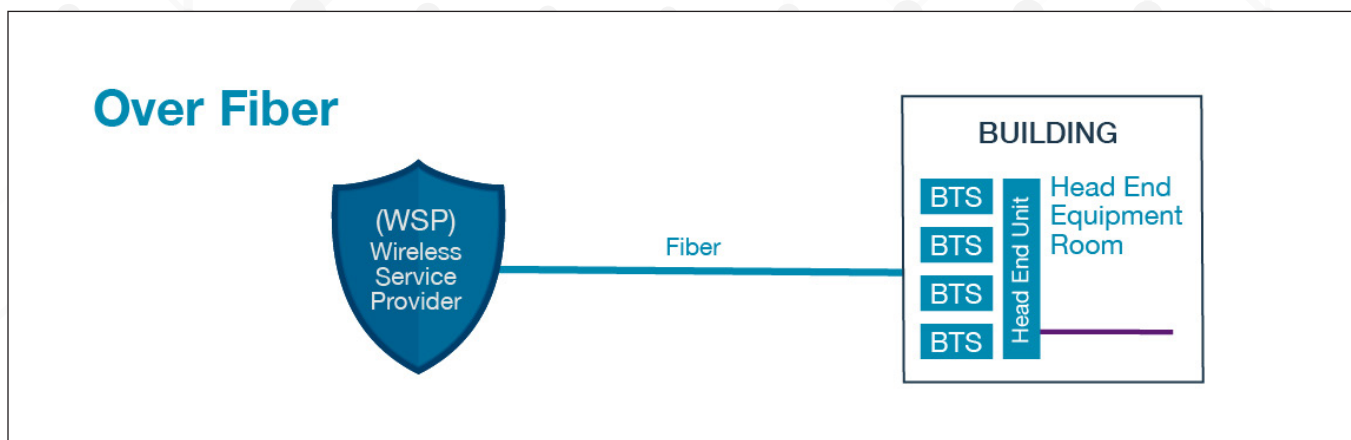 Over Fiber
(WSP)
Wireless
Service
Provider
Fiber
BUILDING
BTS
BTS
BTS
BTS
Head End Unit
Head End
Equipment
Room